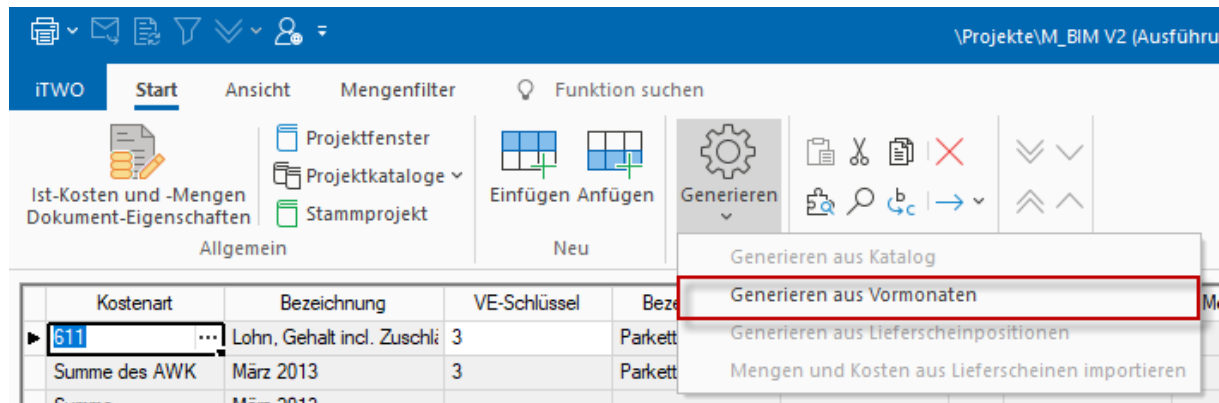 \Projekte\M_BIM V2 (Ausführu
iTWO Start Ansicht Mengenfilter Funktion suchen
Ist-Kosten und -Mengen
Dokument-Eigenschaften
Projektfenster
Projektkataloge
Stammprojekt
Einfügen Anfügen
Generieren
Allgemein Neu
Generieren aus Katalog
Generieren aus Vormonaten
Generieren aus Lieferscheinpositionen
Mengen und Kosten aus Lieferscheinen importieren
Kostenart Bezeichnung VE-Schlüssel Beze
611 ... Lohn, Gehalt incl. Zuschlä 3 Parkett
Summe des AWK März 2013 3 Parkett